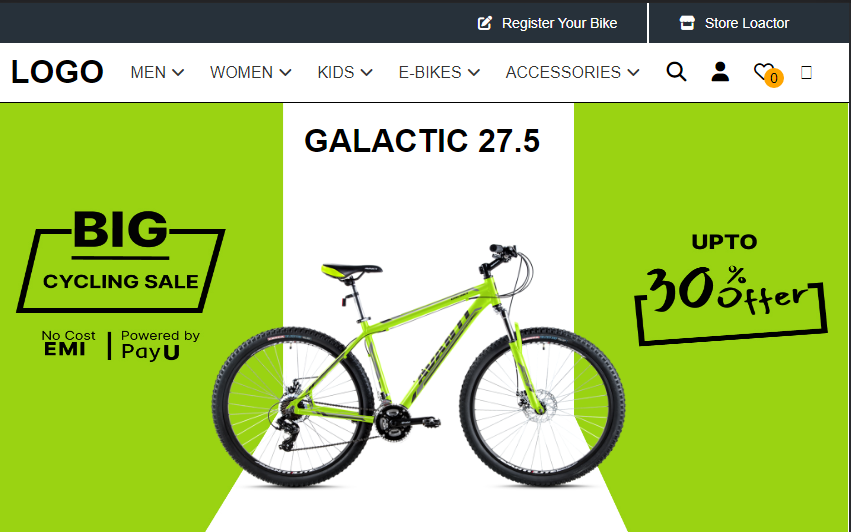 Register Your Bike
Store Loactor
LOGO
MEN
WOMEN
KIDS
E-BIKES
ACCESSORIES
0
GALACTIC 27.5
BIG
CYCLING SALE
No Cost
EMI
Powered by
PayU
UPTO
30% Offer
AVANTI